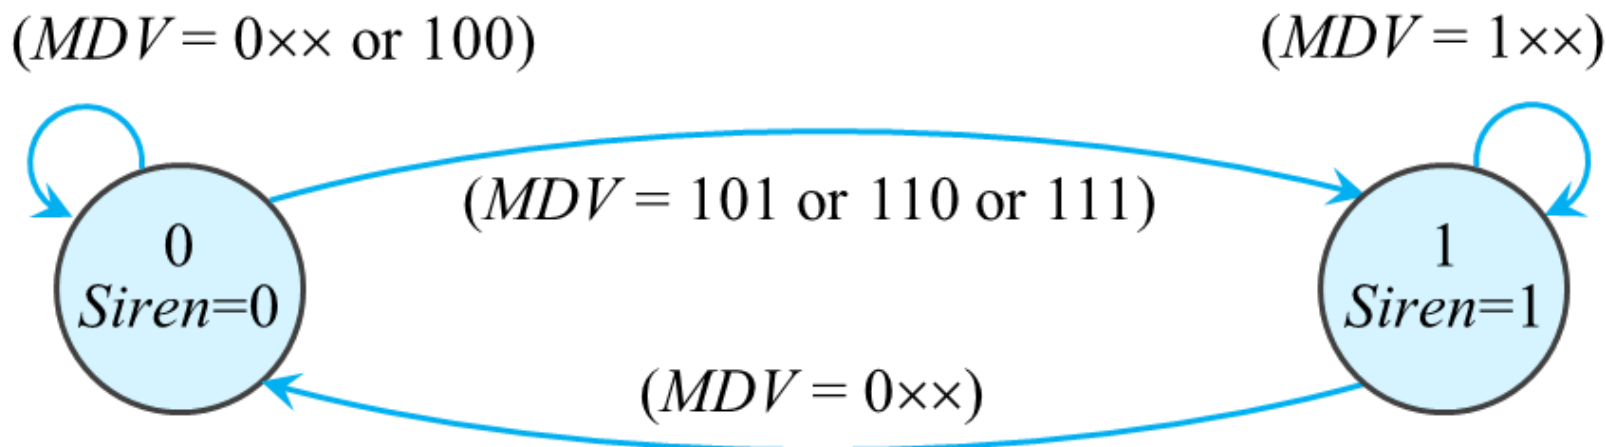 (MDV = 0×× or 100)
(MDV = 1××)
(MDV = 101 or 110 or 111)
0
Siren=0
1
Siren=1
(MDV = 0××)